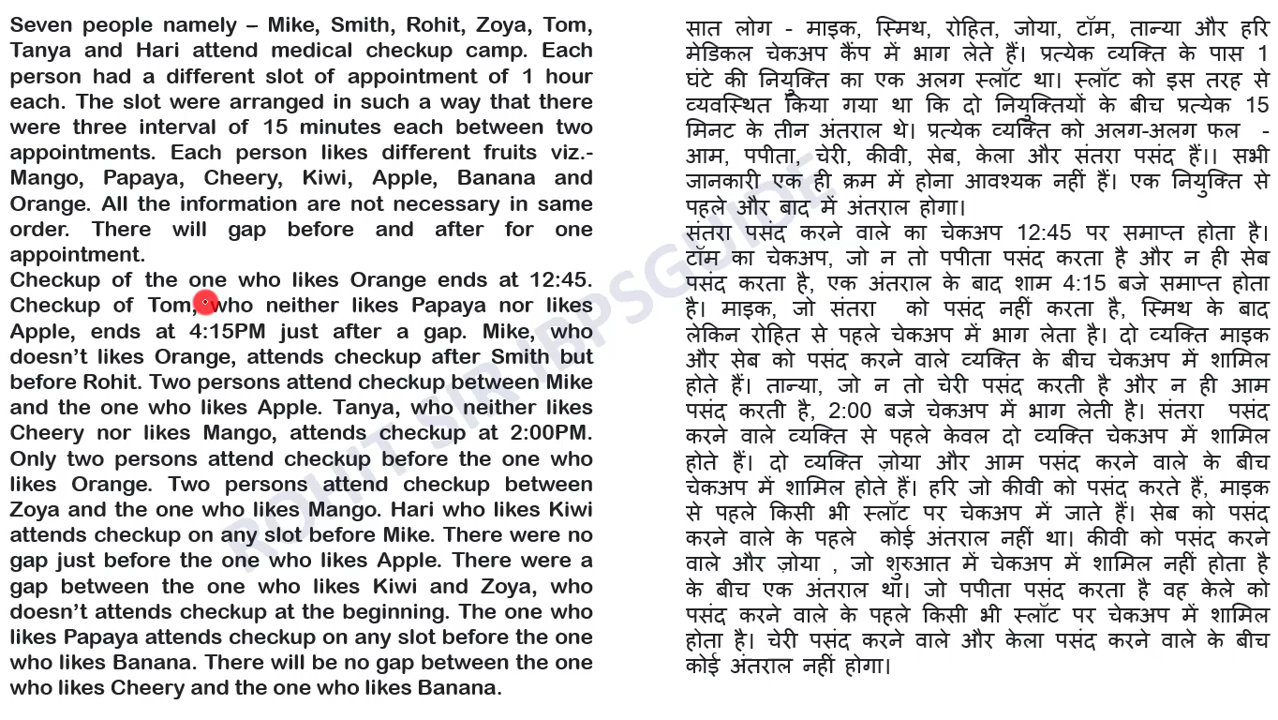 Seven people namely – Mike, Smith, Rohit, Zoya, Tom,
Tanya and Hari attend medical checkup camp. Each
person had a different slot of appointment of 1 hour
each. The slot were arranged in such a way that there
were three interval of 15 minutes each between two
appointments. Each person likes different fruits viz.-
Mango, Papaya, Cheery, Kiwi, Apple, Banana and
Orange. All the information are not necessary in same
order. There will gap before and after for one
appointment.
Checkup of the one who likes Orange ends at 12:45.
Checkup of Tom, who neither likes Papaya nor likes
Apple, ends at 4:15PM just after a gap. Mike, who
doesn't likes Orange, attends checkup after Smith but
before Rohit. Two persons attend checkup between Mike
and the one who likes Apple. Tanya, who neither likes
Cheery nor likes Mango, attends checkup at 2:00PM.
Only two persons attend checkup before the one who
likes Orange. Two persons attend checkup between
Zoya and the one who likes Mango. Hari who likes Kiwi
attends checkup on any slot before Mike. There were no
gap just before the one who likes Apple. There were a
gap between the one who likes Kiwi and Zoya, who
doesn't attends checkup at the beginning. The one who
likes Papaya attends checkup on any slot before the one
who likes Banana. There will be no gap between the one
who likes Cheery and the one who likes Banana.
सात लोग - माइक, स्मिथ, रोहित, जोया, टॉम, तान्या और हरि
मेडिकल चेकअप कैंप में भाग लेते हैं। प्रत्येक व्यक्ति के पास 1
घंटे की नियुक्ति का एक अलग स्लॉट था। स्लॉट को इस तरह से
व्यवस्थित किया गया था कि दो नियुक्तियों के बीच प्रत्येक 15
मिनट के तीन अंतराल थे। प्रत्येक व्यक्ति को अलग-अलग फल -
आम, पपीता, चेरी, कीवी, सेब, केला और संतरा पसंद हैं।। सभी
जानकारी एक ही क्रम में होना आवश्यक नहीं हैं। एक नियुक्ति से
पहले और बाद में अंतराल होगा।
संतरा पसंद करने वाले का चेकअप 12:45 पर समाप्त होता है।
टॉम का चेकअप, जो न तो पपीता पसंद करता है और न ही सेब
पसंद करता है, एक अंतराल के बाद शाम 4:15 बजे समाप्त होता
है। माइक, जो संतरा को पसंद नहीं करता है, स्मिथ के बाद
लेकिन रोहित से पहले चेकअप में भाग लेता है। दो व्यक्ति माइक
और सेब को पसंद करने वाले व्यक्ति के बीच चेकअप में शामिल
होते हैं। तान्या, जो न तो चेरी पसंद करती है और न ही आम
पसंद करती है, 2:00 बजे चेकअप में भाग लेती है। संतरा पसंद
करने वाले व्यक्ति से पहले केवल दो व्यक्ति चेकअप में शामिल
होते हैं। दो व्यक्ति ज़ोया और आम पसंद करने वाले के बीच
चेकअप में शामिल होते हैं। हरि जो कीवी को पसंद करते हैं, माइक
से पहले किसी भी स्लॉट पर चेकअप में जाते हैं। सेब को पसंद
करने वाले के पहले कोई अंतराल नहीं था। कीवी को पसंद करने
वाले और ज़ोया , जो शुरुआत में चेकअप में शामिल नहीं होता है
के बीच एक अंतराल था। जो पपीता पसंद करता है वह केले को
पसंद करने वाले के पहले किसी भी स्लॉट पर चेकअप में शामिल
होता है। चेरी पसंद करने वाले और केला पसंद करने वाले के बीच
कोई अंतराल नहीं होगा।
ROHIT SIR IBPSGUIDE